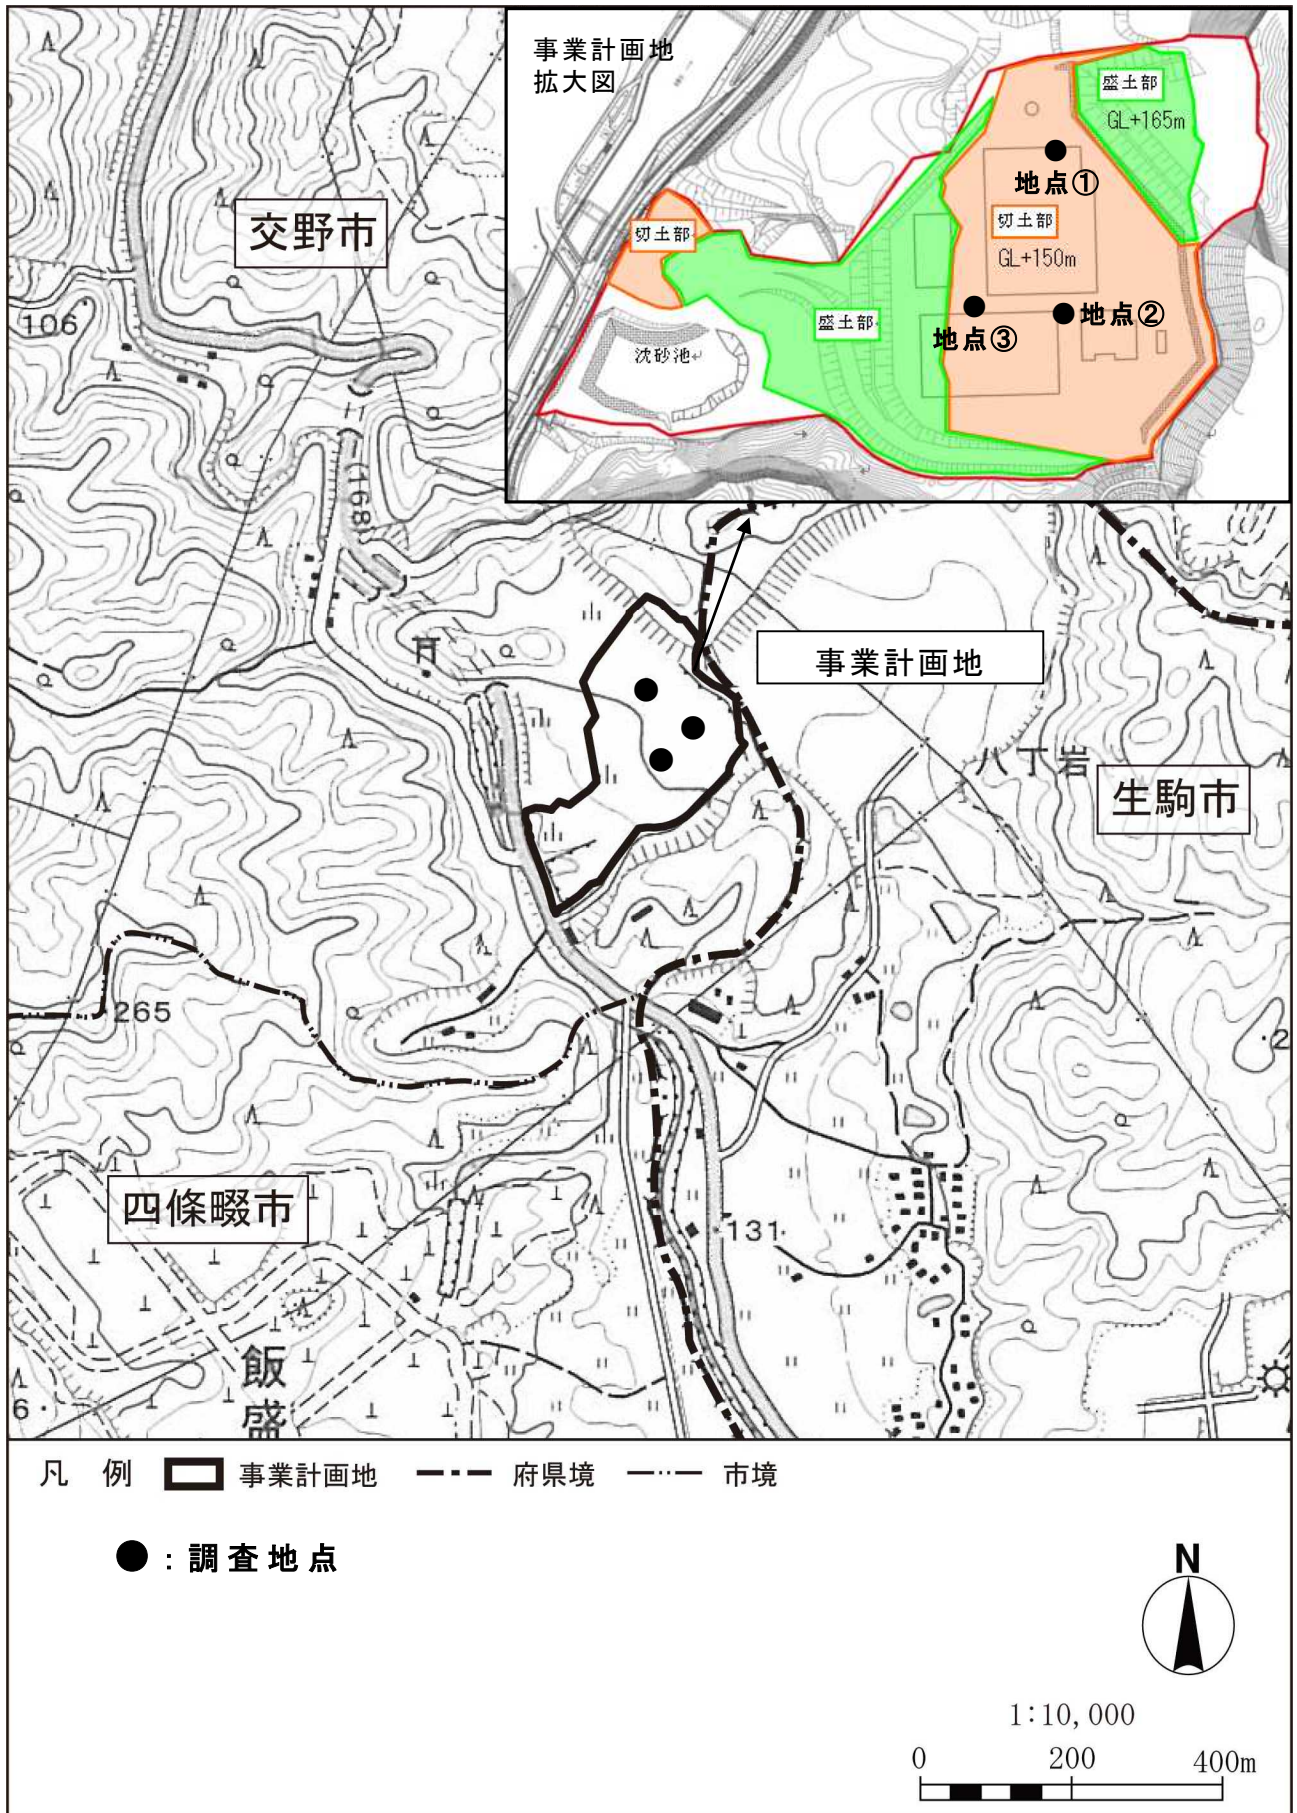 事業計画地
拡大図
盛土部
GL+165m
地点①
切土部
切土部
GL+150m
盛土部
地点②
地点③
沈砂池
交野市
106
(168)
事業計画地
八丁岩
生駒市
265
四條畷市
131
飯盛
6
2
凡 例 事業計画地 府県境 市境
●:調査地点
N
1:10,000
0 200 400m